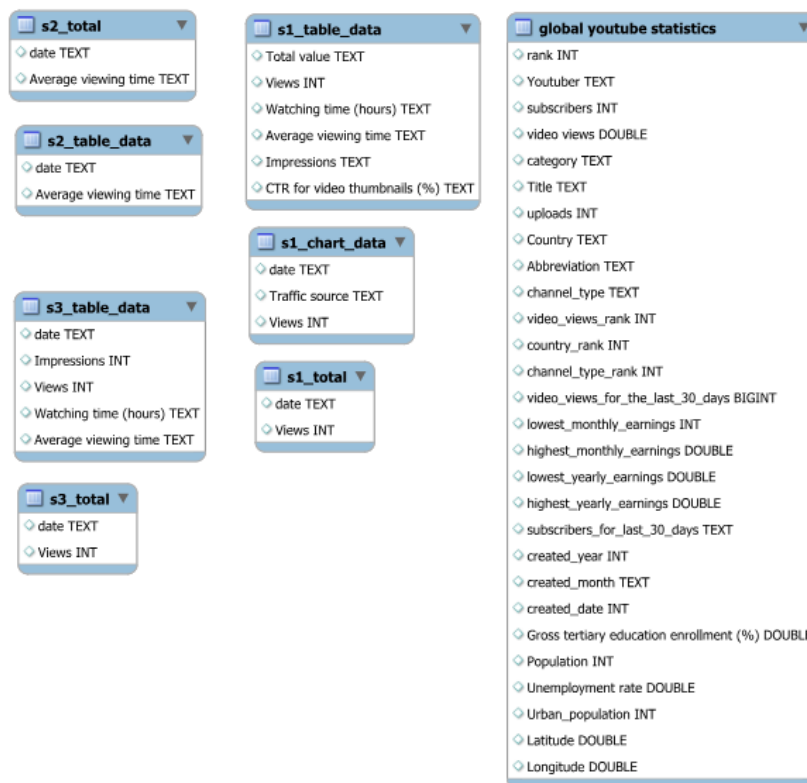 s2_total
date TEXT
Average viewing time TEXT
s2_table_data
date TEXT
Average viewing time TEXT
s3_table_data
date TEXT
Impressions INT
Views INT
Watching time (hours) TEXT
Average viewing time TEXT
s3_total
date TEXT
Views INT
s1_table_data
Total value TEXT
Views INT
Watching time (hours) TEXT
Average viewing time TEXT
Impressions TEXT
CTR for video thumbnails (%) TEXT
s1_chart_data
date TEXT
Traffic source TEXT
Views INT
s1_total
date TEXT
Views INT
global youtube statistics
rank INT
Youtuber TEXT
subscribers INT
video views DOUBLE
category TEXT
Title TEXT
uploads INT
Country TEXT
Abbreviation TEXT
channel_type TEXT
video_views_rank INT
country_rank INT
channel_type_rank INT
video_views_for_the_last_30_days BIGINT
lowest_monthly_earnings INT
highest_monthly_earnings DOUBLE
lowest_yearly_earnings DOUBLE
highest_yearly_earnings DOUBLE
subscribers_for_last_30_days TEXT
created_year INT
created_month TEXT
created_date INT
Gross tertiary education enrollment (%) DOUBL
Population INT
Unemployment rate DOUBLE
Urban_population INT
Latitude DOUBLE
Longitude DOUBLE